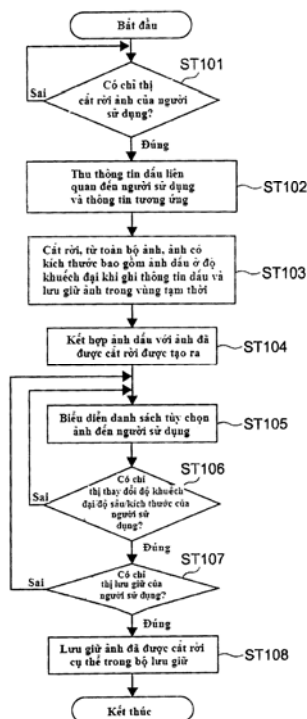 Bắt đầu
ST101
Có chỉ thị
cắt rời ảnh của người
sử dụng?
Sai
Đúng
Thu thông tin dấu liên
quan đến người sử dụng
và thông tin tương ứng
ST102
Cắt rời, từ toàn bộ ảnh, ảnh có
kích thước bao gồm ảnh dấu ở độ
khuếch đại khi ghi thông tin dấu và
lưu giữ ảnh trong vùng tạm thời
ST103
Kết hợp ảnh dấu với ảnh đã
được cắt rời được tạo ra
ST104
Biểu diễn danh sách tùy chọn
ảnh đến người sử dụng
ST105
ST106
Có chỉ
thị thay đổi độ khuếch
đại/độ sâu/kích thước của
người sử
dụng?
Sai
Đúng
ST107
Có chỉ
thị lưu giữ của
người sử dụng?
Sai
Đúng
Lưu giữ ảnh đã được cắt rời
cụ thể trong bộ lưu giữ
ST108
Kết thúc